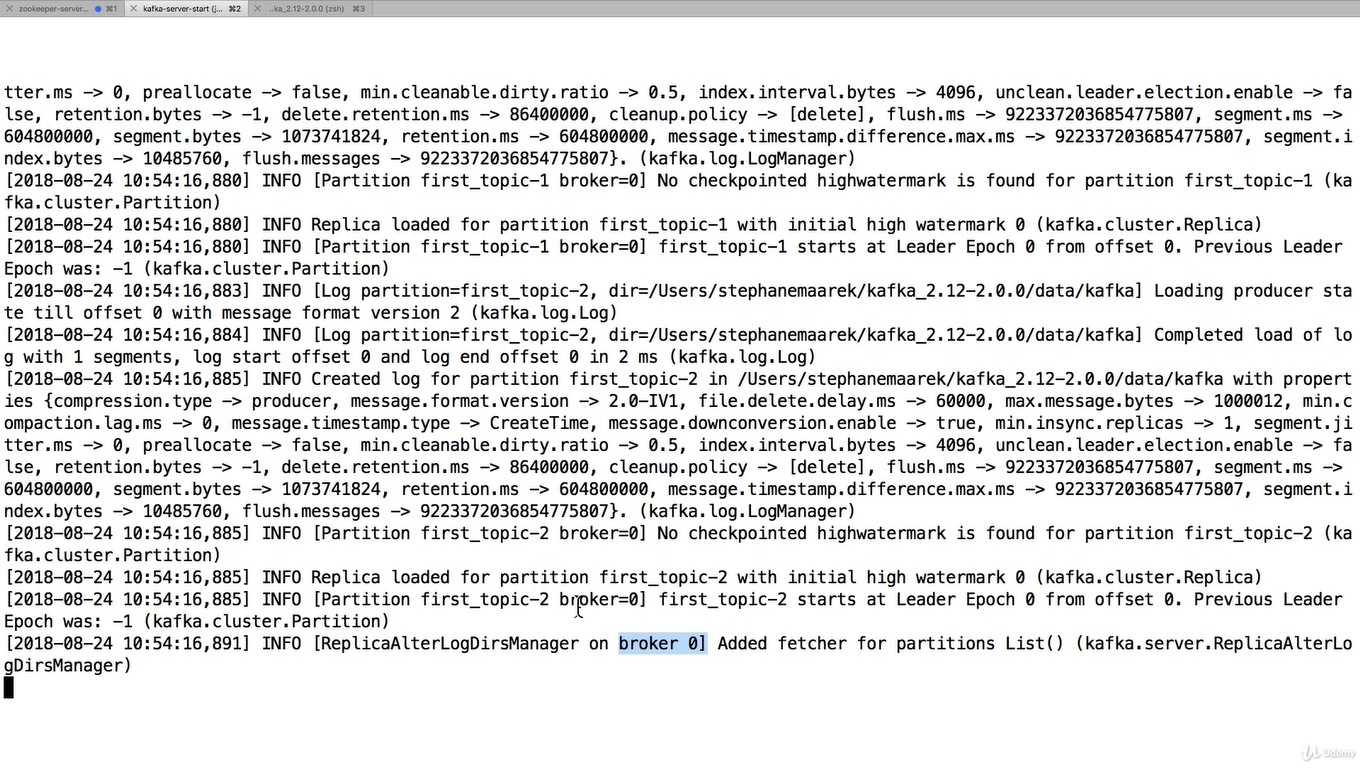 zookeeper-server... ⌘1 kafka-server-start (j... ⌘2 ..ka_2.12-2.0.0 (zsh) ⌘3
tter.ms -> 0, preallocate -> false, min.cleanable.dirty.ratio -> 0.5, index.interval.bytes -> 4096, unclean.leader.election.enable -> fa
lse, retention.bytes -> -1, delete.retention.ms -> 86400000, cleanup.policy -> [delete], flush.ms -> 9223372036854775807, segment.ms ->
604800000, segment.bytes -> 1073741824, retention.ms -> 604800000, message.timestamp.difference.max.ms -> 9223372036854775807, segment.i
ndex.bytes -> 10485760, flush.messages -> 9223372036854775807}. (kafka.log.LogManager)
[2018-08-24 10:54:16,880] INFO [Partition first_topic-1 broker=0] No checkpointed highwatermark is found for partition first_topic-1 (ka
fka.cluster.Partition)
[2018-08-24 10:54:16,880] INFO Replica loaded for partition first_topic-1 with initial high watermark 0 (kafka.cluster.Replica)
[2018-08-24 10:54:16,880] INFO [Partition first_topic-1 broker=0] first_topic-1 starts at Leader Epoch 0 from offset 0. Previous Leader
Epoch was: -1 (kafka.cluster.Partition)
[2018-08-24 10:54:16,883] INFO [Log partition=first_topic-2, dir=/Users/stephanemaarek/kafka_2.12-2.0.0/data/kafka] Loading producer sta
te till offset 0 with message format version 2 (kafka.log.Log)
[2018-08-24 10:54:16,884] INFO [Log partition=first_topic-2, dir=/Users/stephanemaarek/kafka_2.12-2.0.0/data/kafka] Completed load of lo
g with 1 segments, log start offset 0 and log end offset 0 in 2 ms (kafka.log.Log)
[2018-08-24 10:54:16,885] INFO Created log for partition first_topic-2 in /Users/stephanemaarek/kafka_2.12-2.0.0/data/kafka with propert
ies {compression.type -> producer, message.format.version -> 2.0-IV1, file.delete.delay.ms -> 60000, max.message.bytes -> 1000012, min.c
ompaction.lag.ms -> 0, message.timestamp.type -> CreateTime, message.downconversion.enable -> true, min.insync.replicas -> 1, segment.ji
tter.ms -> 0, preallocate -> false, min.cleanable.dirty.ratio -> 0.5, index.interval.bytes -> 4096, unclean.leader.election.enable -> fa
lse, retention.bytes -> -1, delete.retention.ms -> 86400000, cleanup.policy -> [delete], flush.ms -> 9223372036854775807, segment.ms ->
604800000, segment.bytes -> 1073741824, retention.ms -> 604800000, message.timestamp.difference.max.ms -> 9223372036854775807, segment.i
ndex.bytes -> 10485760, flush.messages -> 9223372036854775807}. (kafka.log.LogManager)
[2018-08-24 10:54:16,885] INFO [Partition first_topic-2 broker=0] No checkpointed highwatermark is found for partition first_topic-2 (ka
fka.cluster.Partition)
[2018-08-24 10:54:16,885] INFO Replica loaded for partition first_topic-2 with initial high watermark 0 (kafka.cluster.Replica)
[2018-08-24 10:54:16,885] INFO [Partition first_topic-2 broker=0] first_topic-2 starts at Leader Epoch 0 from offset 0. Previous Leader
Epoch was: -1 (kafka.cluster.Partition)
[2018-08-24 10:54:16,891] INFO [ReplicaAlterLogDirsManager on broker 0] Added fetcher for partitions List() (kafka.server.ReplicaAlterLo
gDirsManager)
Udemy